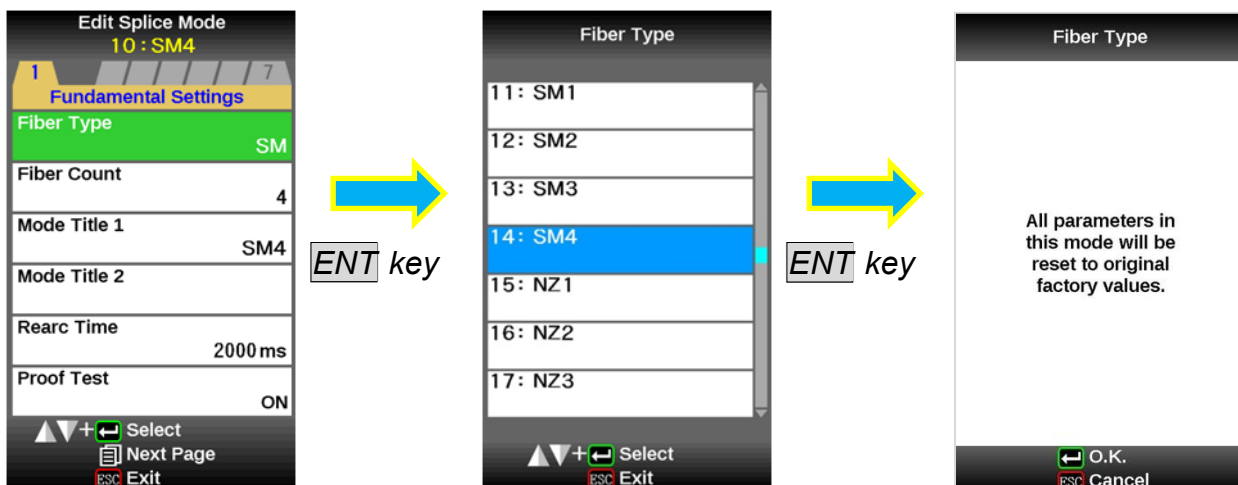 Edit Splice Mode
10 : SM4
1
7
Fundamental Settings
Fiber Type
SM
Fiber Count
4
Mode Title 1
SM4
Mode Title 2
Rearc Time
2000 ms
Proof Test
ON
+ Select
Next Page
ESC Exit
ENT key
Fiber Type
11: SM1
12: SM2
13: SM3
14: SM4
15: NZ1
16: NZ2
17: NZ3
+ Select
ESC Exit
ENT key
Fiber Type
All parameters in
this mode will be
reset to original
factory values.
O.K.
ESC Cancel